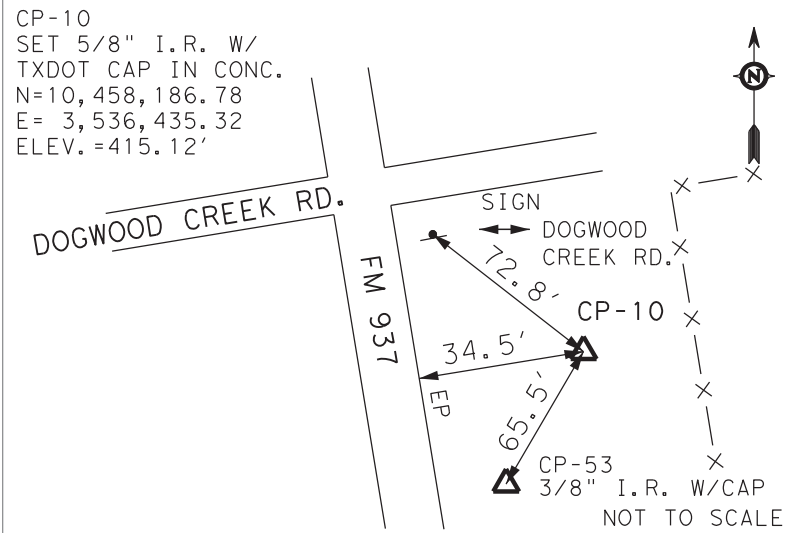 CP-10
SET 5/8" I.R. W/
TXDOT CAP IN CONC.
N=10,458,186.78
E= 3,536,435.32
ELEV.=415.12'
N
DOGWOOD CREEK RD.
SIGN
DOGWOOD
CREEK RD.
72.8'
FM 937
CP-10
34.5'
EP
65.5'
CP-53
3/8" I.R. W/CAP
NOT TO SCALE